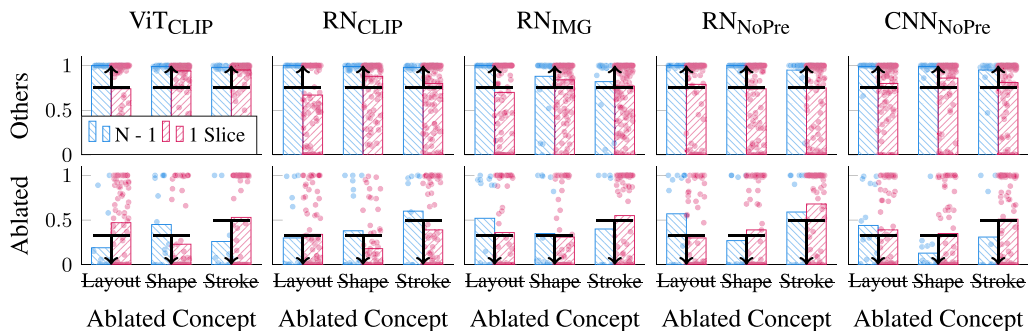 ViT_CLIP RN_CLIP RN_IMG RN_NoPre CNN_NoPre
Others
1
0.5
0
N - 1 1 Slice
Ablated
1
0.5
0
Layout Shape Stroke Layout Shape Stroke Layout Shape Stroke Layout Shape Stroke Layout Shape Stroke
Ablated Concept Ablated Concept Ablated Concept Ablated Concept Ablated Concept